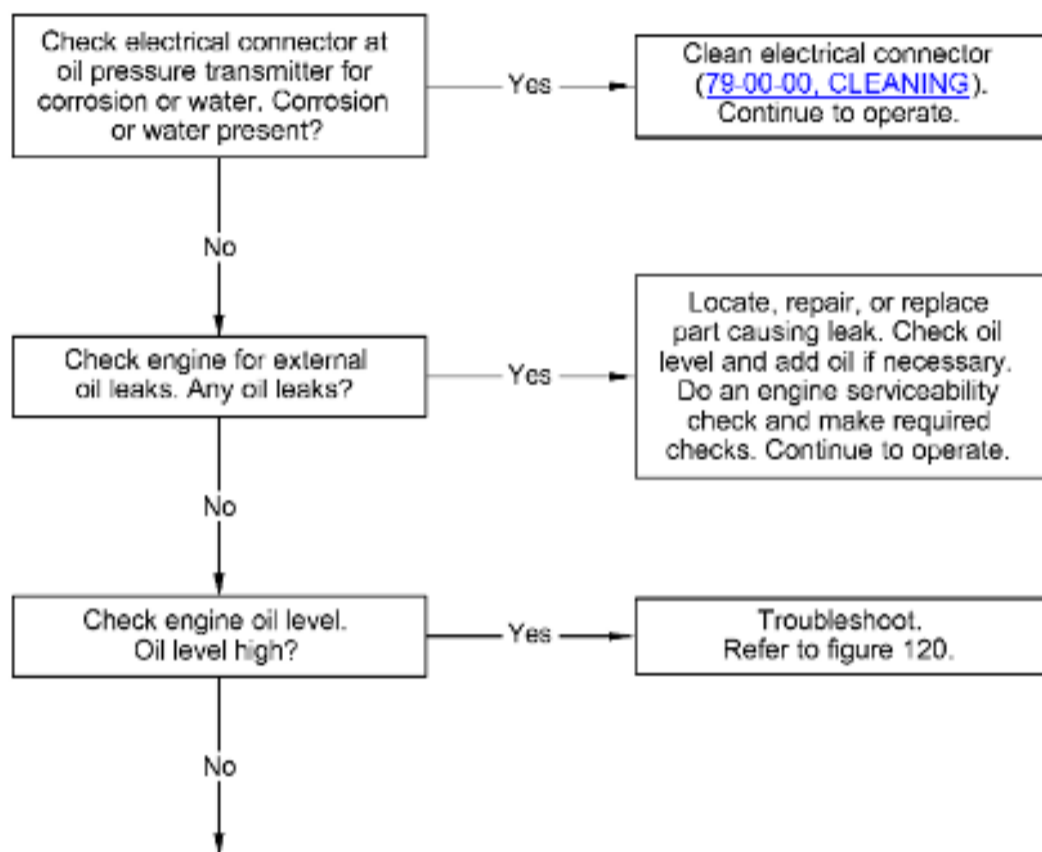 Check electrical connector at
oil pressure transmitter for
corrosion or water. Corrosion
or water present?
Yes
Clean electrical connector
(79-00-00, CLEANING).
Continue to operate.
No
Check engine for external
oil leaks. Any oil leaks?
Yes
Locate, repair, or replace
part causing leak. Check oil
level and add oil if necessary.
Do an engine serviceability
check and make required
checks. Continue to operate.
No
Check engine oil level.
Oil level high?
Yes
Troubleshoot.
Refer to figure 120.
No